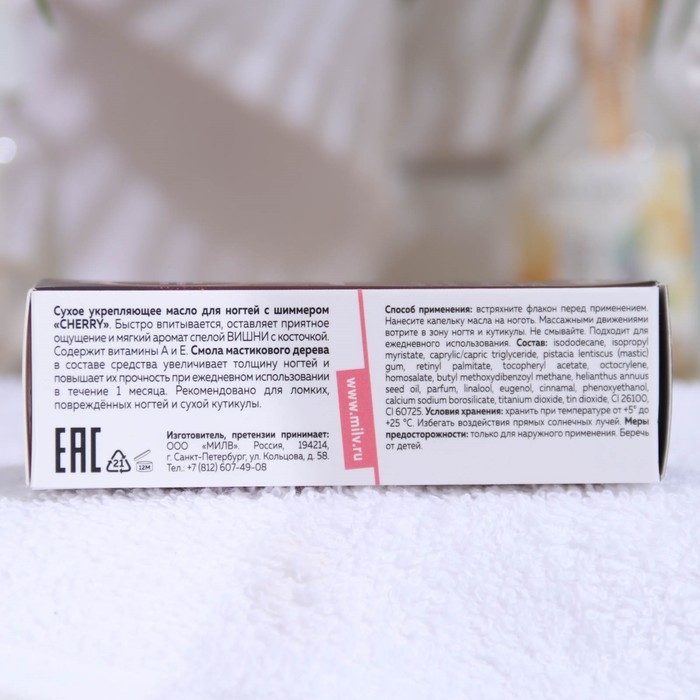 Сухое укрепляющее масло для ногтей с шиммером
«CHERRY». Быстро впитывается, оставляет приятное
ощущение и мягкий аромат спелой ВИШНИ с косточкой.
Содержит витамины А и Е. Смола мастикового дерева
в составе средства увеличивает толщину ногтей и
повышает их прочность при ежедневном использовании
в течение 1 месяца. Рекомендовано для ломких,
повреждённых ногтей и сухой кутикулы.
EAC
21
12M
Изготовитель, претензии принимает:
ООО «МИЛВ». Россия, 194214,
г. Санкт-Петербург, ул. Кольцова, д. 58.
Тел.: +7 (812) 607-49-08
www.milv.ru
Способ применения: встряхните флакон перед применением.
Нанесите капельку масла на ноготь. Массажными движениями
вотрите в зону ногтя и кутикулы. Не смывайте. Подходит для
ежедневного использования. Состав: isododecane, isopropyl
myristate, caprylic/capric triglyceride, pistacia lentiscus (mastic)
gum, retinyl palmitate, tocopheryl acetate, octocrylene,
homosalate, butyl methoxydibenzoyl methane, helianthus annuus
seed oil, parfum, linalool, eugenol, cinnamal, phenoxyethanol,
calcium sodium borosilicate, titanium dioxide, tin dioxide, CI 26100,
CI 60725. Условия хранения: хранить при температуре от +5° до
+25 °С. Избегать воздействия прямых солнечных лучей. Меры
предосторожности: только для наружного применения. Беречь
от детей.